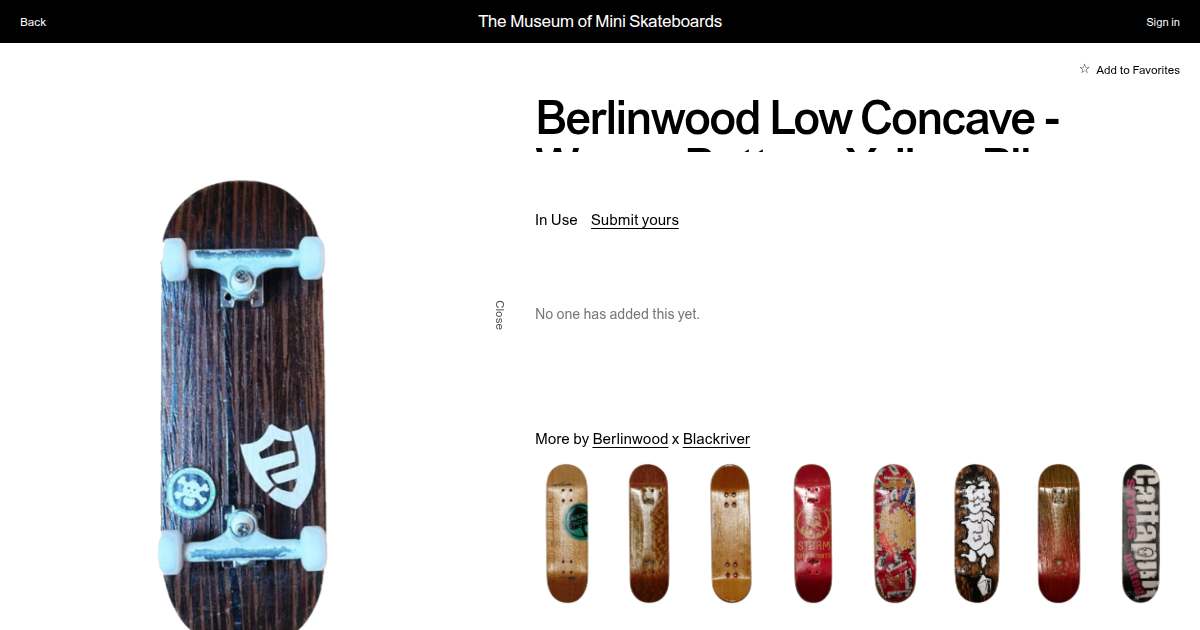 Back
The Museum of Mini Skateboards
Sign in
☆ Add to Favorites
Berlinwood Low Concave -
In Use Submit yours
Close
No one has added this yet.
More by Berlinwood x Blackriver